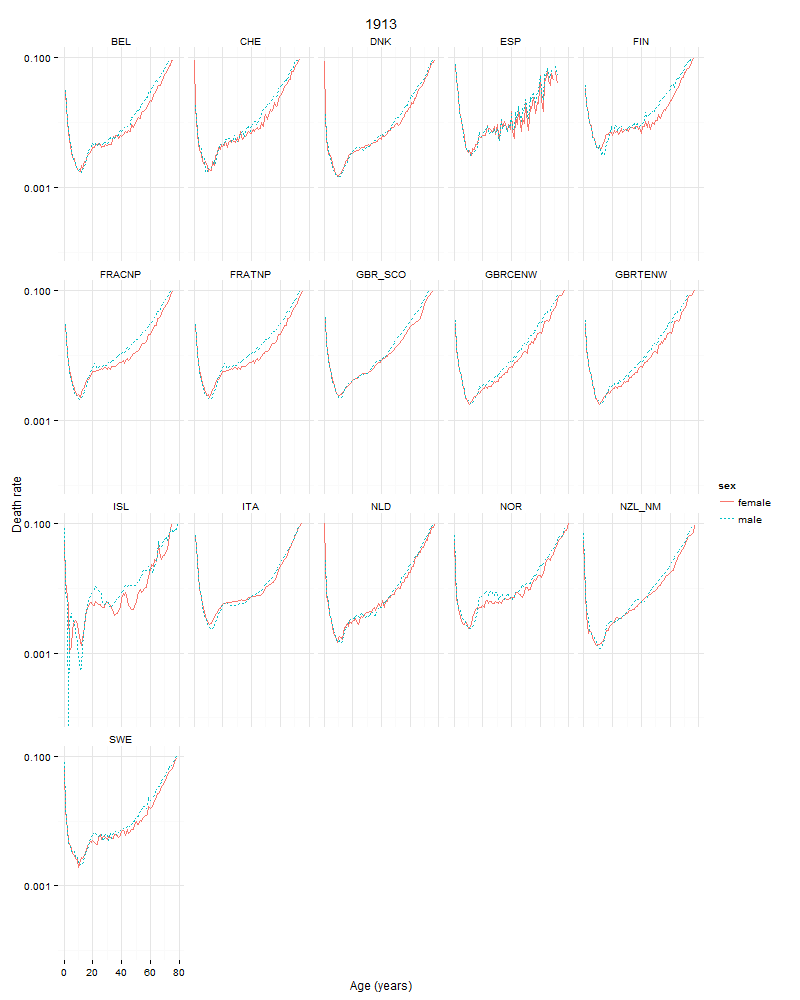 1913
BEL CHE DNK ESP FIN
0.100
0.001
FRACNP FRATNP GBR_SCO GBRCENW GBRTENW
0.100
0.001
ISL ITA NLD NOR NZL_NM
0.100
0.001
SWE
0.100
0.001
0 20 40 60 80
Age (years)
Death rate
sex
female
male